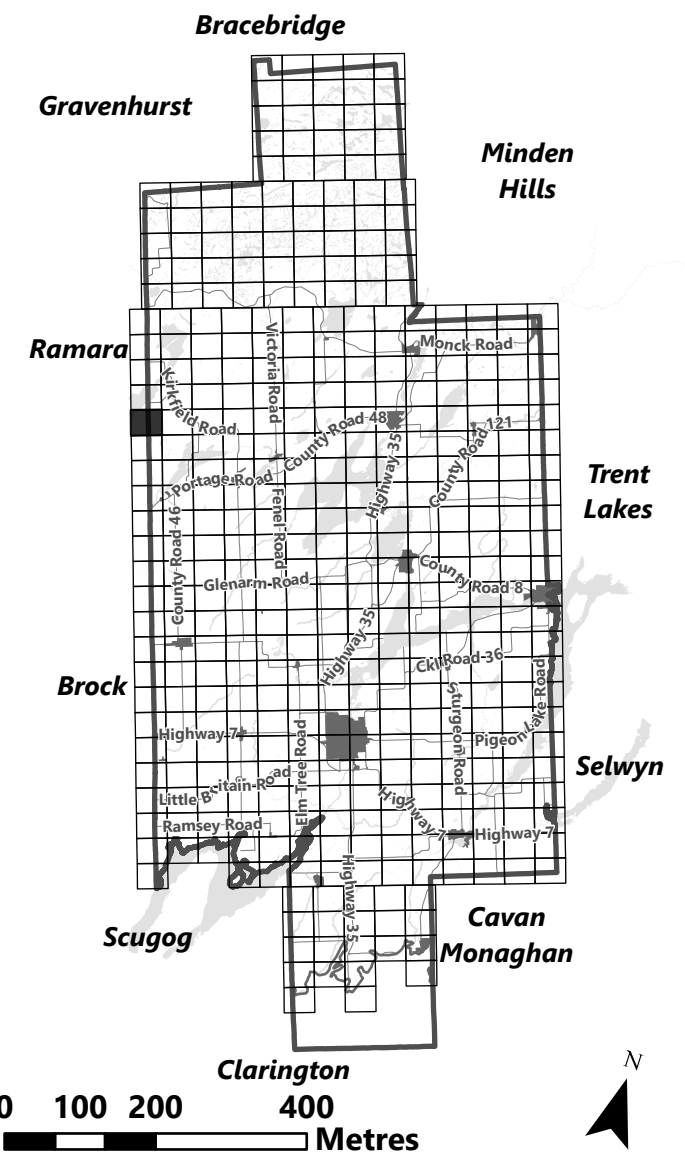 Bracebridge
Gravenhurst
Minden
Hills
Ramara
Monck Road
Victoria Road
Kirkfield Road
County Road 48
County Road 121
Highway 35
Portage Road
Trent
Lakes
Fenel Road
County Road 46
Glenarm Road
County Road 8
Highway 35
Ckl Road 36
Brock
Sturgeon Road
Pigeon Lake Road
Highway 7
Elm Tree Road
Selwyn
Little Britain Road
Highway 7
Ramsey Road
Highway 7
Highway 35
Scugog
Cavan
Monaghan
Clarington
N
0 100 200 400
Metres